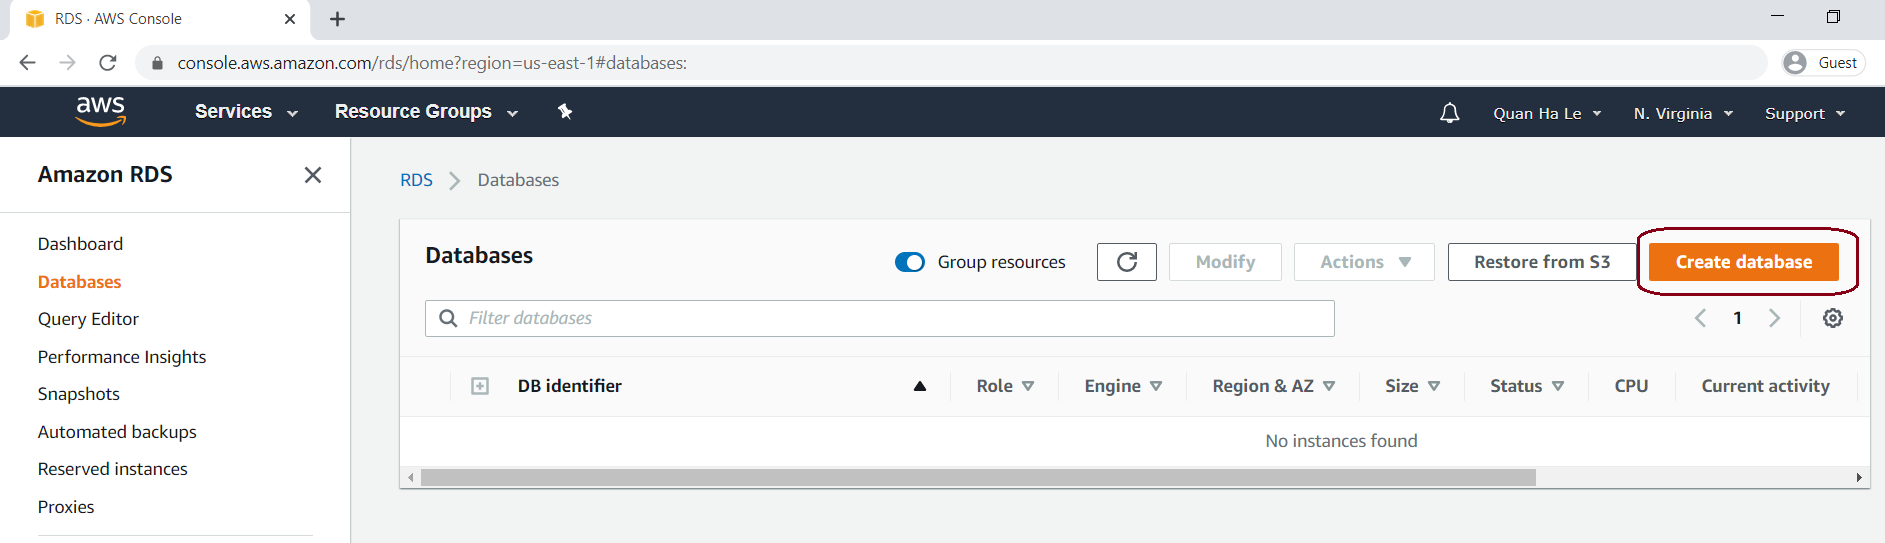 RDS · AWS Console
console.aws.amazon.com/rds/home?region=us-east-1#databases:
Guest
aws
Services
Resource Groups
Quan Ha Le
N. Virginia
Support
Amazon RDS
Dashboard
Databases
Query Editor
Performance Insights
Snapshots
Automated backups
Reserved instances
Proxies
RDS
Databases
Databases
Group resources
Modify
Actions
Restore from S3
Create database
Filter databases
1
DB identifier
Role
Engine
Region & AZ
Size
Status
CPU
Current activity
No instances found